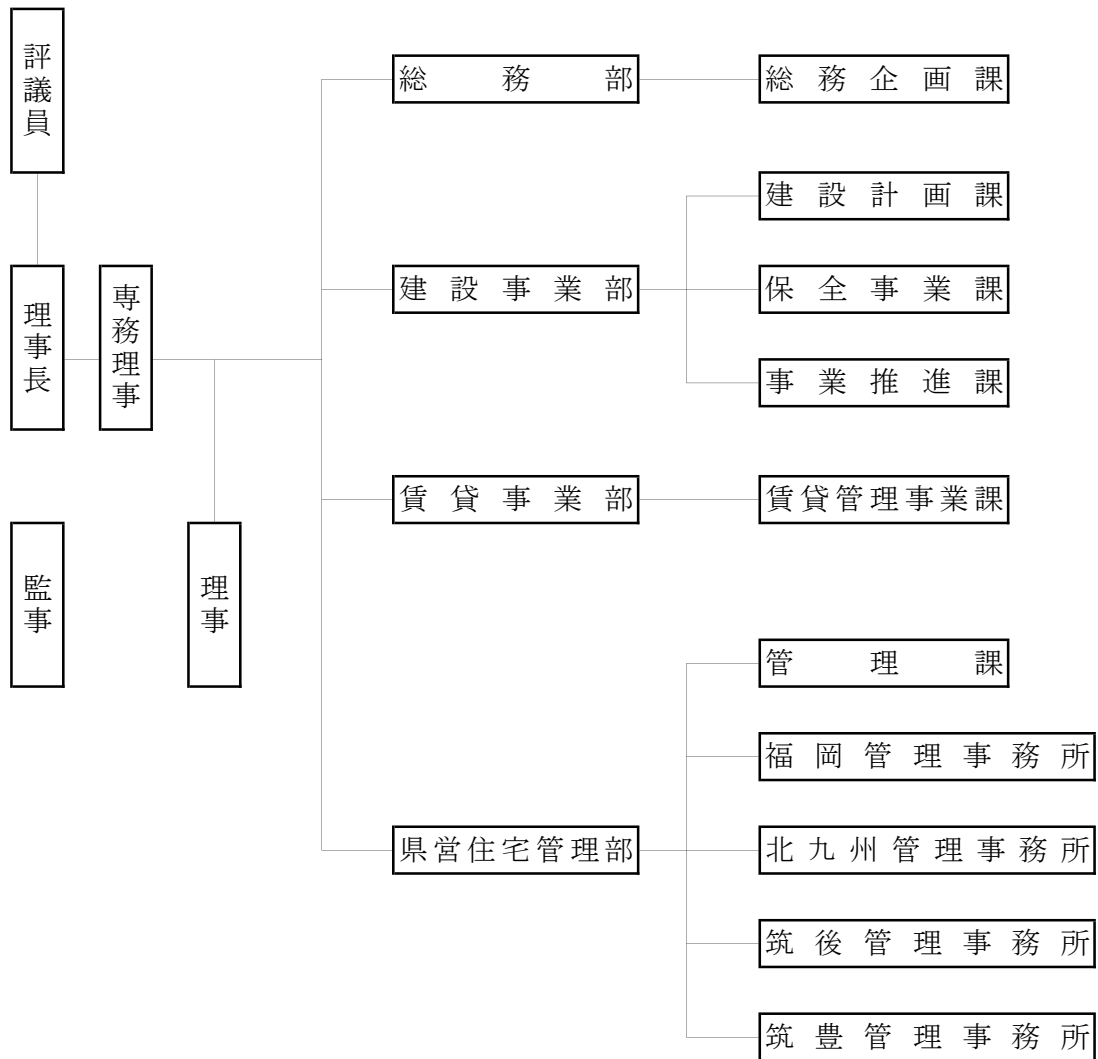 評議員
理事長
専務理事
監事
理事
総務部
総務企画課
建設事業部
建設計画課
保全事業課
事業推進課
賃貸事業部
賃貸管理事業課
県営住宅管理部
管理課
福岡管理事務所
北九州管理事務所
筑後管理事務所
筑豊管理事務所